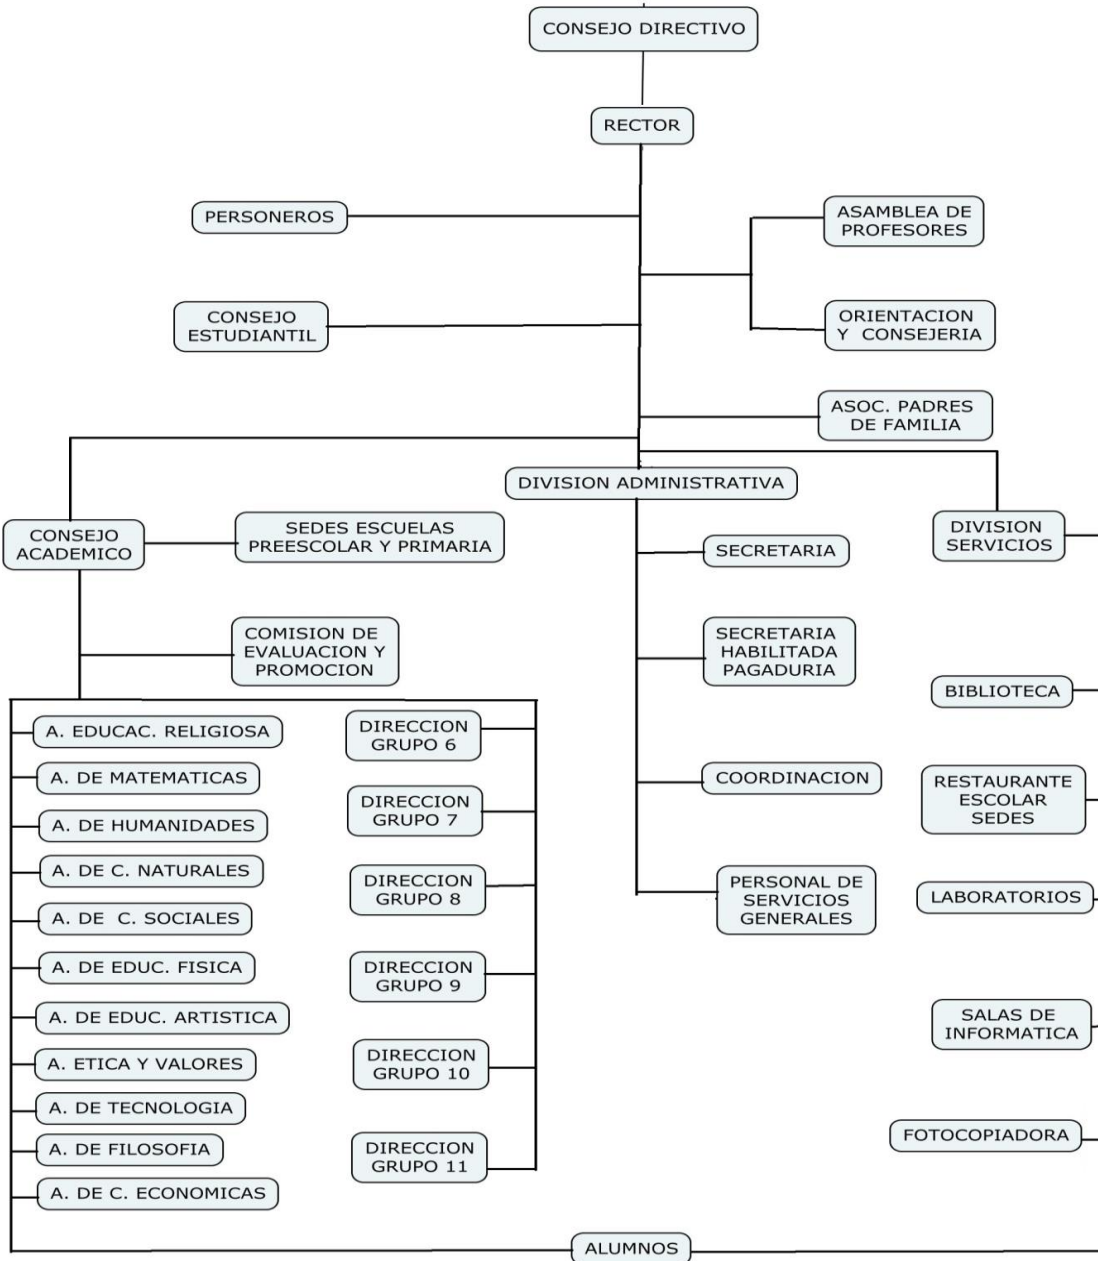 CONSEJO DIRECTIVO
RECTOR
PERSONEROS
ASAMBLEA DE
PROFESORES
CONSEJO
ESTUDIANTIL
ORIENTACION
Y CONSEJERIA
ASOC. PADRES
DE FAMILIA
DIVISION ADMINISTRATIVA
CONSEJO
ACADEMICO
SEDES ESCUELAS
PREESCOLAR Y PRIMARIA
COMISION DE
EVALUACION Y
PROMOCION
A. EDUCAC. RELIGIOSA
A. DE MATEMATICAS
A. DE HUMANIDADES
A. DE C. NATURALES
A. DE C. SOCIALES
A. DE EDUC. FISICA
A. DE EDUC. ARTISTICA
A. ETICA Y VALORES
A. DE TECNOLOGIA
A. DE FILOSOFIA
A. DE C. ECONOMICAS
DIRECCION
GRUPO 6
DIRECCION
GRUPO 7
DIRECCION
GRUPO 8
DIRECCION
GRUPO 9
DIRECCION
GRUPO 10
DIRECCION
GRUPO 11
SECRETARIA
SECRETARIA
HABILITADA
PAGADURIA
COORDINACION
PERSONAL DE
SERVICIOS
GENERALES
DIVISION
SERVICIOS
BIBLIOTECA
RESTAURANTE
ESCOLAR
SEDES
LABORATORIOS
SALAS DE
INFORMATICA
FOTOCOPIADORA
ALUMNOS